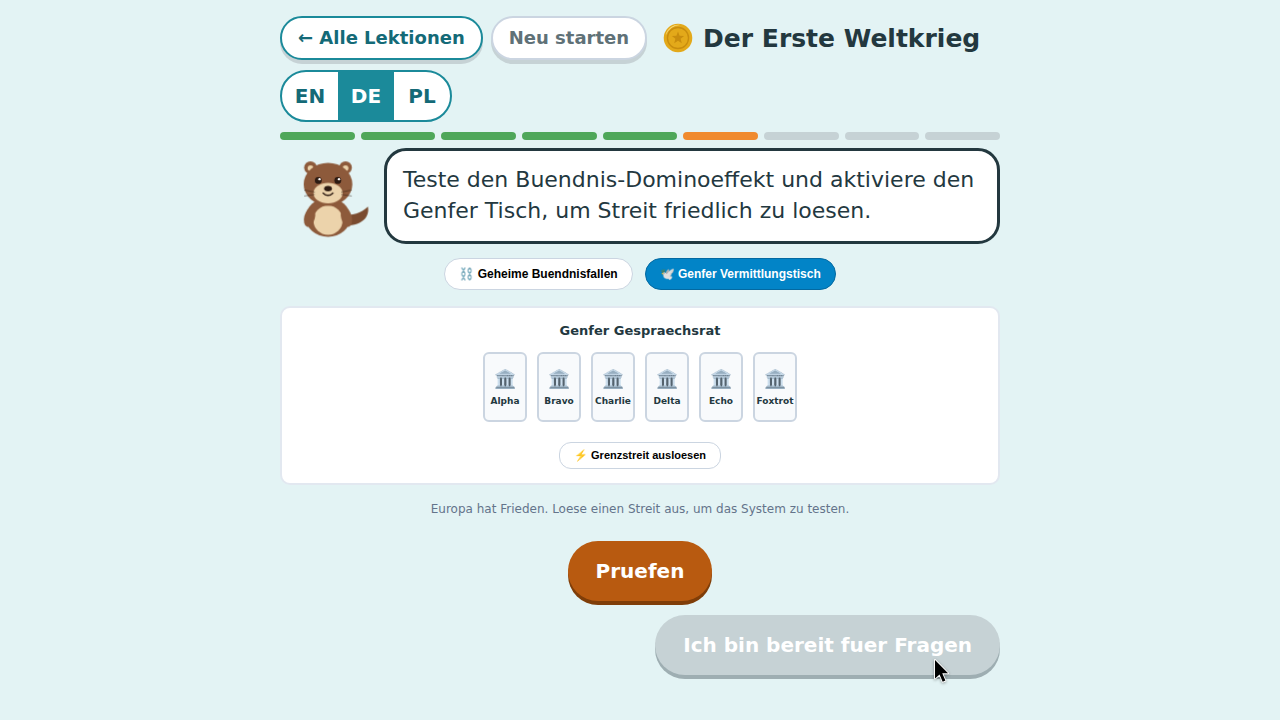 ← Alle Lektionen
Neu starten
Der Erste Weltkrieg
EN DE PL
Teste den Buendnis-Dominoeffekt und aktiviere den
Genfer Tisch, um Streit friedlich zu loesen.
Geheime Buendnisfallen
Genfer Vermittlungstisch
Genfer Gespraechsrat
Alpha Bravo Charlie Delta Echo Foxtrot
Grenzstreit ausloesen
Europa hat Frieden. Loese einen Streit aus, um das System zu testen.
Pruefen
Ich bin bereit fuer Fragen